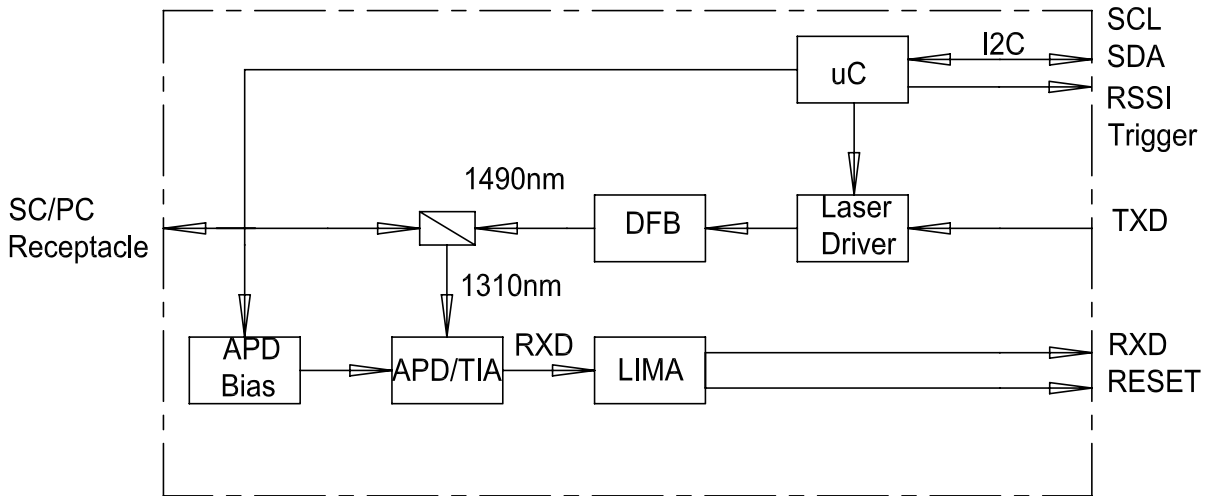 SCL
I2C
SDA
uC
RSSI
Trigger
1490nm
SC/PC
Receptacle
DFB
Laser
Driver
TXD
1310nm
APD
Bias
APD/TIA
RXD
LIMA
RXD
RESET